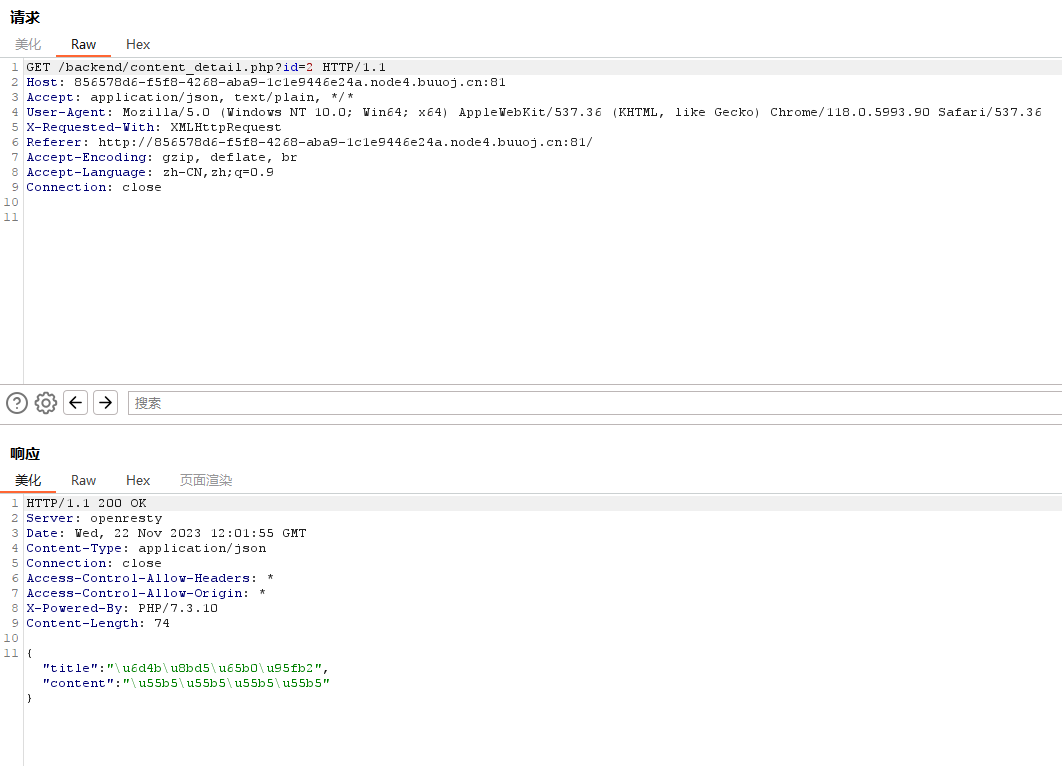 请求
美化 Raw Hex
1 GET /backend/content_detail.php?id=2 HTTP/1.1
2 Host: 856578d6-f5f8-4268-aba9-1c1e9446e24a.node4.buuoj.cn:81
3 Accept: application/json, text/plain, */*
4 User-Agent: Mozilla/5.0 (Windows NT 10.0; Win64; x64) AppleWebKit/537.36 (KHTML, like Gecko) Chrome/118.0.5993.90 Safari/537.36
5 X-Requested-With: XMLHttpRequest
6 Referer: http://856578d6-f5f8-4268-aba9-1c1e9446e24a.node4.buuoj.cn:81/
7 Accept-Encoding: gzip, deflate, br
8 Accept-Language: zh-CN,zh;q=0.9
9 Connection: close
10
11
搜索
响应
美化 Raw Hex 页面渲染
1 HTTP/1.1 200 OK
2 Server: openresty
3 Date: Wed, 22 Nov 2023 12:01:55 GMT
4 Content-Type: application/json
5 Connection: close
6 Access-Control-Allow-Headers: *
7 Access-Control-Allow-Origin: *
8 X-Powered-By: PHP/7.3.10
9 Content-Length: 74
10
11 {
"title":"\u6d4b\u8bd5\u65b0\u95fb2",
"content":"\u55b5\u55b5\u55b5\u55b5"
}